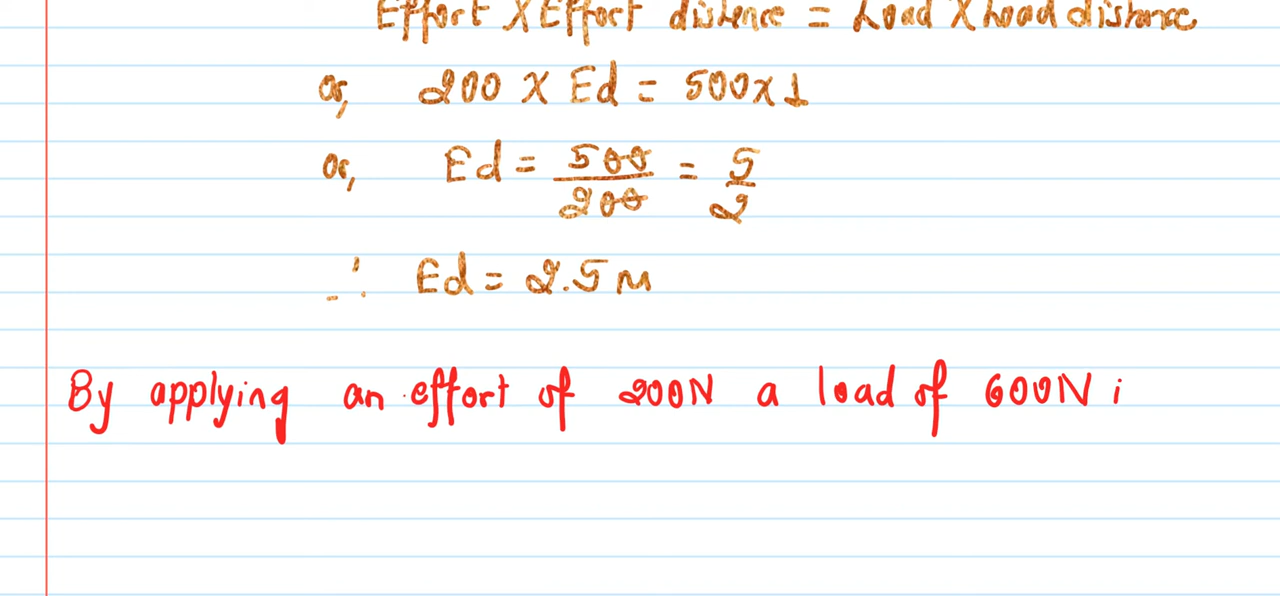 Effort X Effort distence = Load X Load distance
Or, 200 X Ed = 500 X 1
Or, Ed = 500/200 = 5/2
∴ Ed = 2.5 m
By applying an effort of 200N a load of 600N i